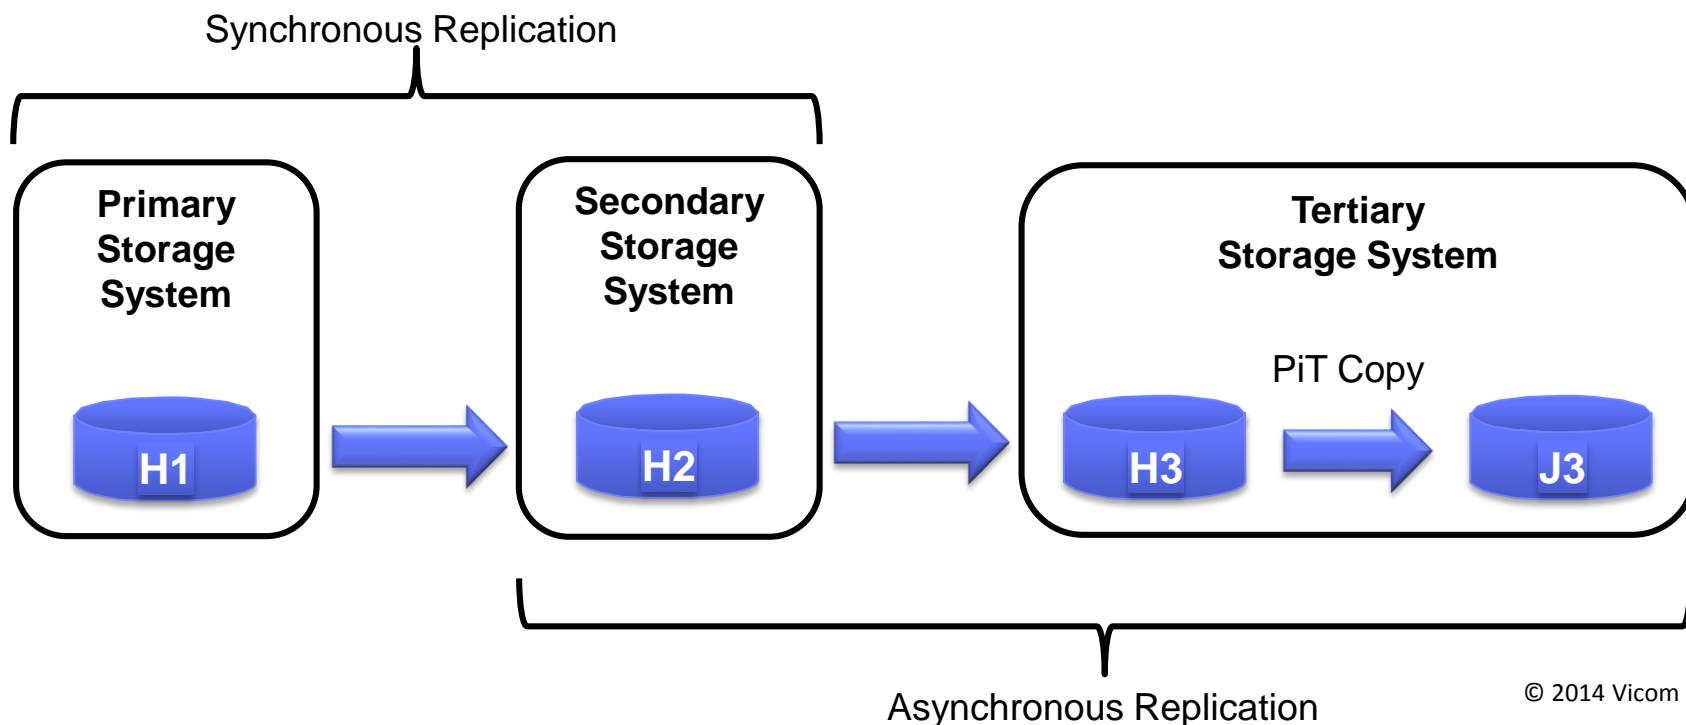 Synchronous Replication
Primary
Storage
System
Secondary
Storage
System
Tertiary
Storage System
PiT Copy
H1
H2
H3
J3
Asynchronous Replication
© 2014 Vicom